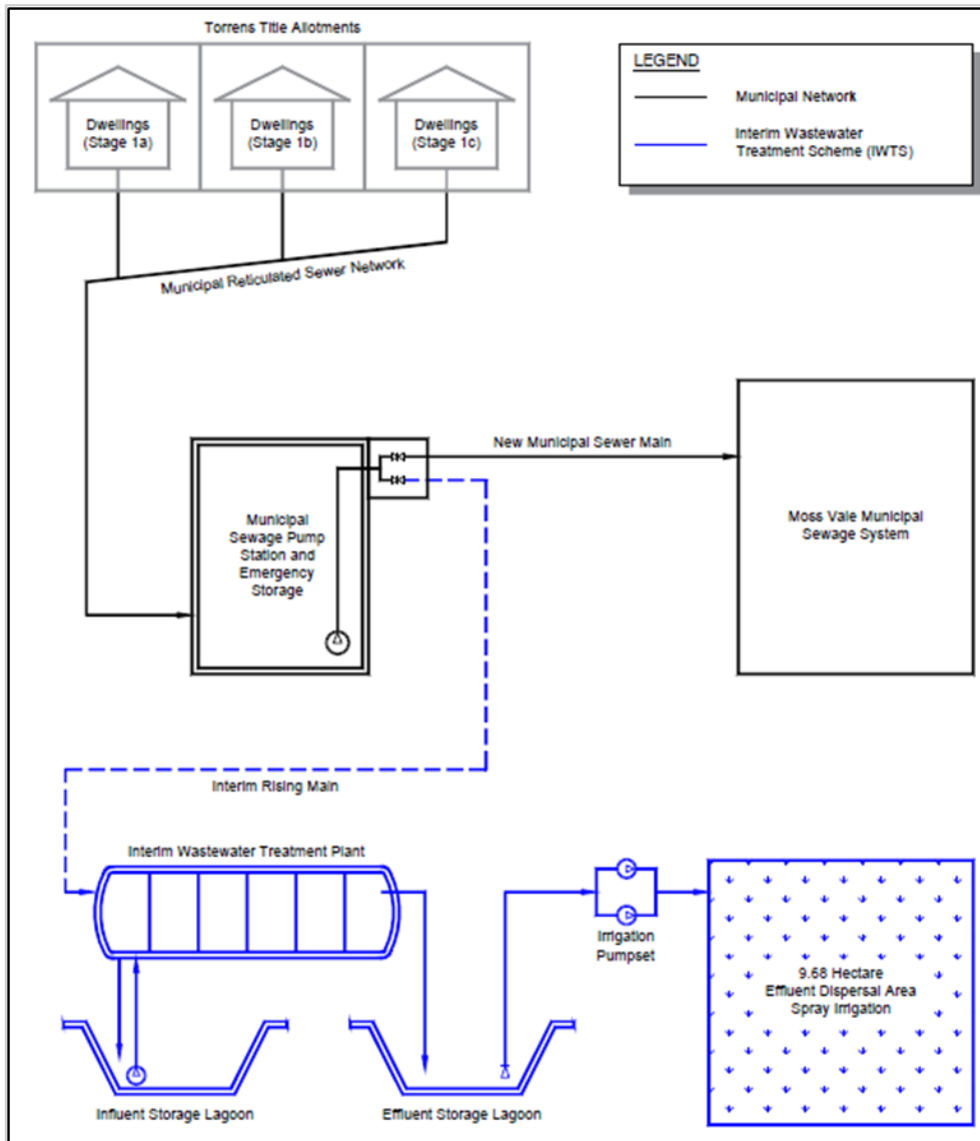 Torrens Title Allotments
Dwellings
(Stage 1a)
Dwellings
(Stage 1b)
Dwellings
(Stage 1c)
LEGEND
Municipal Network
Interim Wastewater
Treatment Scheme (IWTS)
Municipal Reticulated Sewer Network
New Municipal Sewer Main
Municipal
Sewage Pump
Station and
Emergency
Storage
Moss Vale Municipal
Sewage System
Interim Rising Main
Interim Wastewater Treatment Plant
Irrigation
Pumpset
9.68 Hectare
Effluent Dispersal Area
Spray Irrigation
Influent Storage Lagoon
Effluent Storage Lagoon